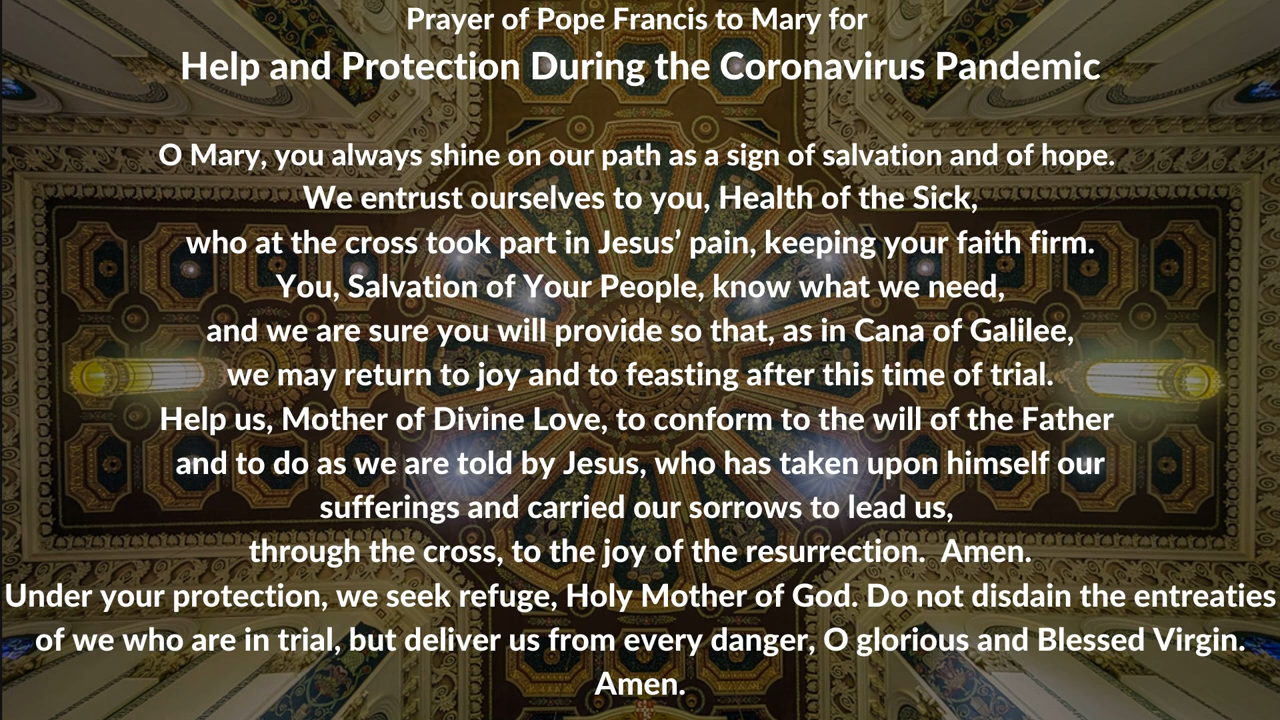 Prayer of Pope Francis to Mary for
Help and Protection During the Coronavirus Pandemic
O Mary, you always shine on our path as a sign of salvation and of hope.
We entrust ourselves to you, Health of the Sick,
who at the cross took part in Jesus’ pain, keeping your faith firm.
You, Salvation of Your People, know what we need,
and we are sure you will provide so that, as in Cana of Galilee,
we may return to joy and to feasting after this time of trial.
Help us, Mother of Divine Love, to conform to the will of the Father
and to do as we are told by Jesus, who has taken upon himself our
sufferings and carried our sorrows to lead us,
through the cross, to the joy of the resurrection.  Amen.
Under your protection, we seek refuge, Holy Mother of God. Do not disdain the entreaties
of we who are in trial, but deliver us from every danger, O glorious and Blessed Virgin.
Amen.